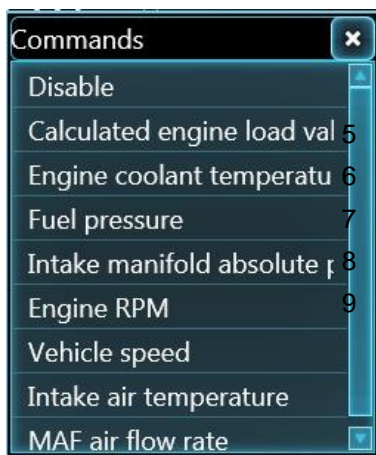 Commands
Disable
Calculated engine load val 5
Engine coolant temperatu 6
Fuel pressure 7
Intake manifold absolute p 8
Engine RPM 9
Vehicle speed
Intake air temperature
MAF air flow rate